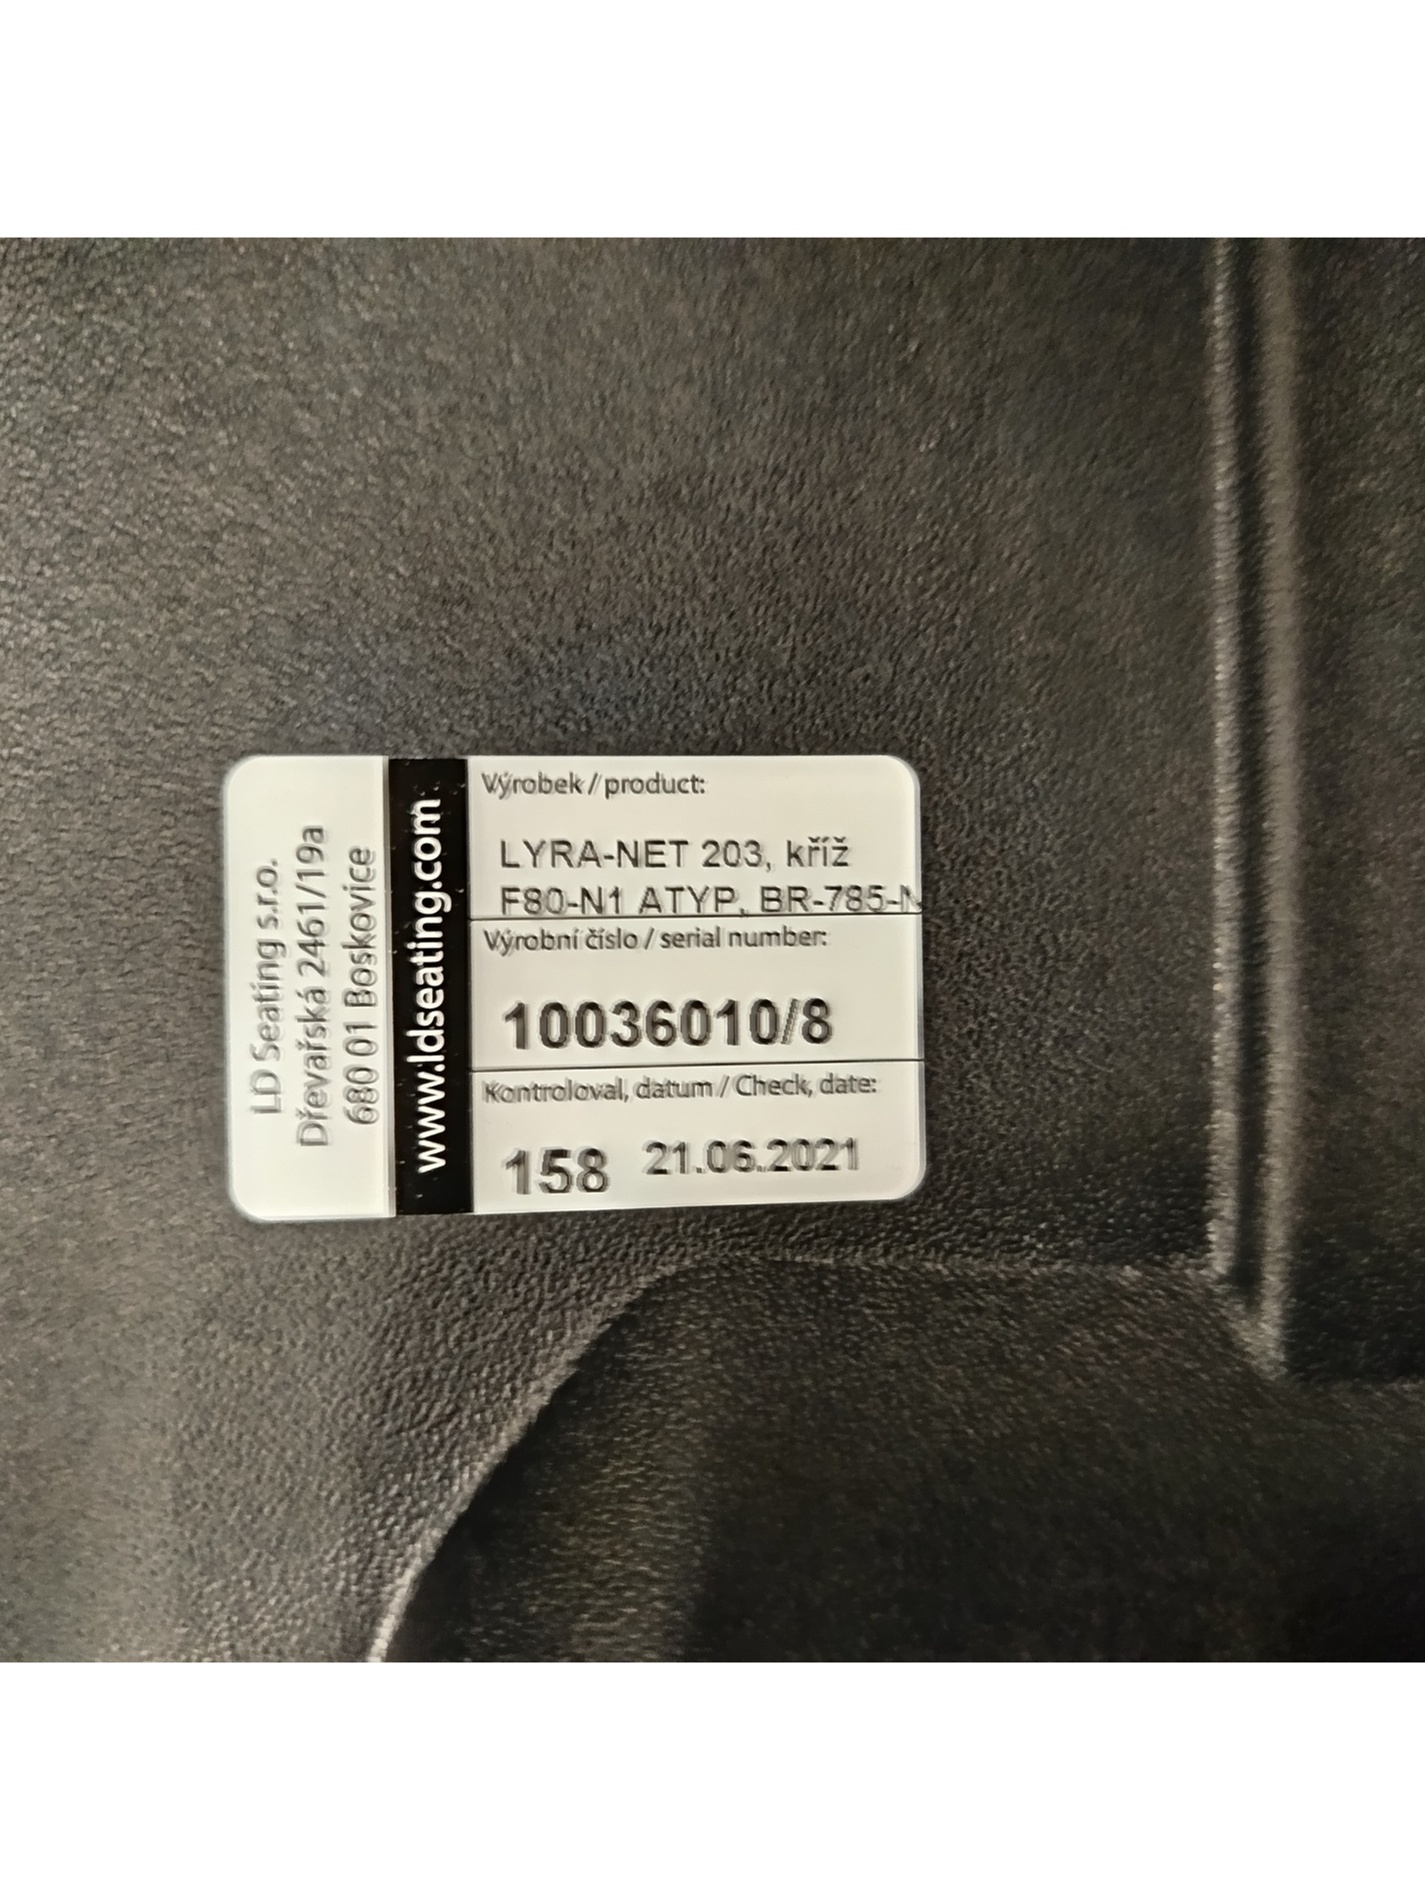 LD Seating s.r.o.
Dřevařská 2461/19a
680 01 Boskovice
www.ldseating.com
Výrobek / product:
LYRA-NET 203, kříž
F80-N1 ATYP, BR-785-N
Výrobní číslo / serial number:
10036010/8
Kontroloval, datum / Check, date:
158 21.06.2021